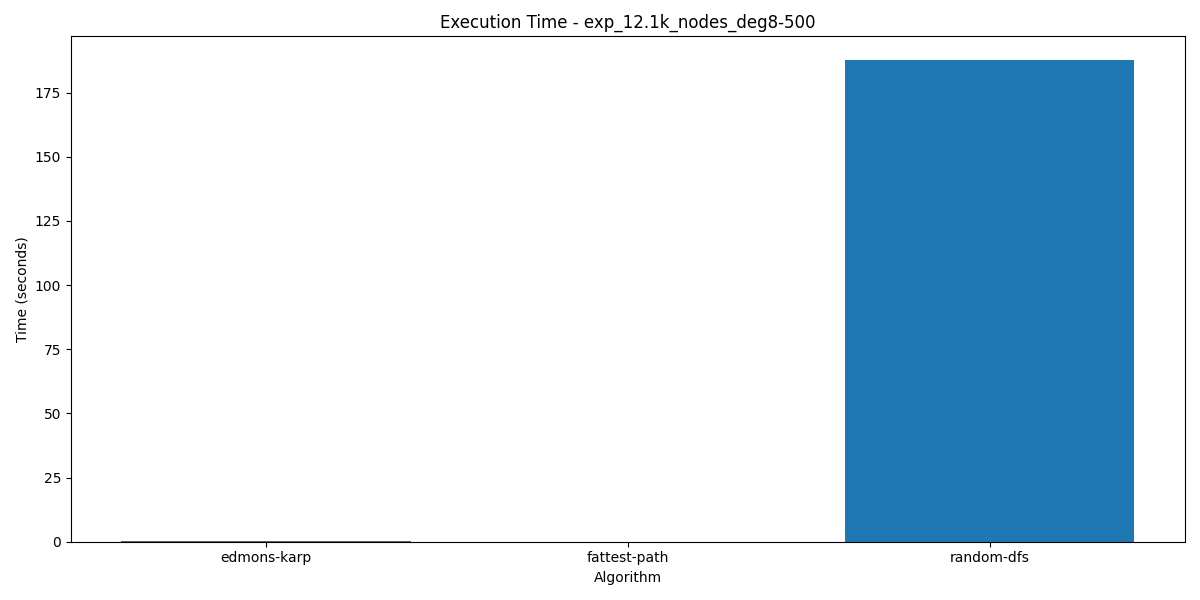 Execution Time - exp_12.1k_nodes_deg8-500
175
150
125
100
75
50
25
0
Time (seconds)
edmons-karp
fattest-path
random-dfs
Algorithm